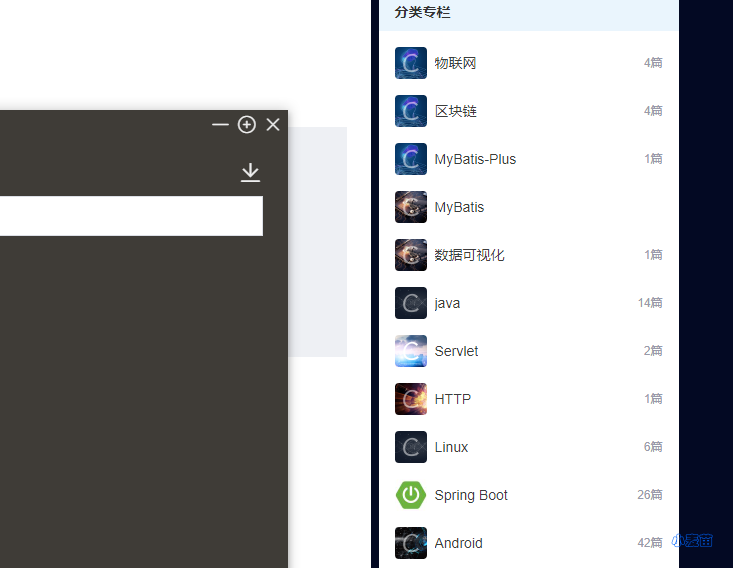 分类专栏
物联网 4篇
区块链 4篇
MyBatis-Plus 1篇
MyBatis
数据可视化 1篇
java 14篇
Servlet 2篇
HTTP 1篇
Linux 6篇
Spring Boot 26篇
Android 42篇